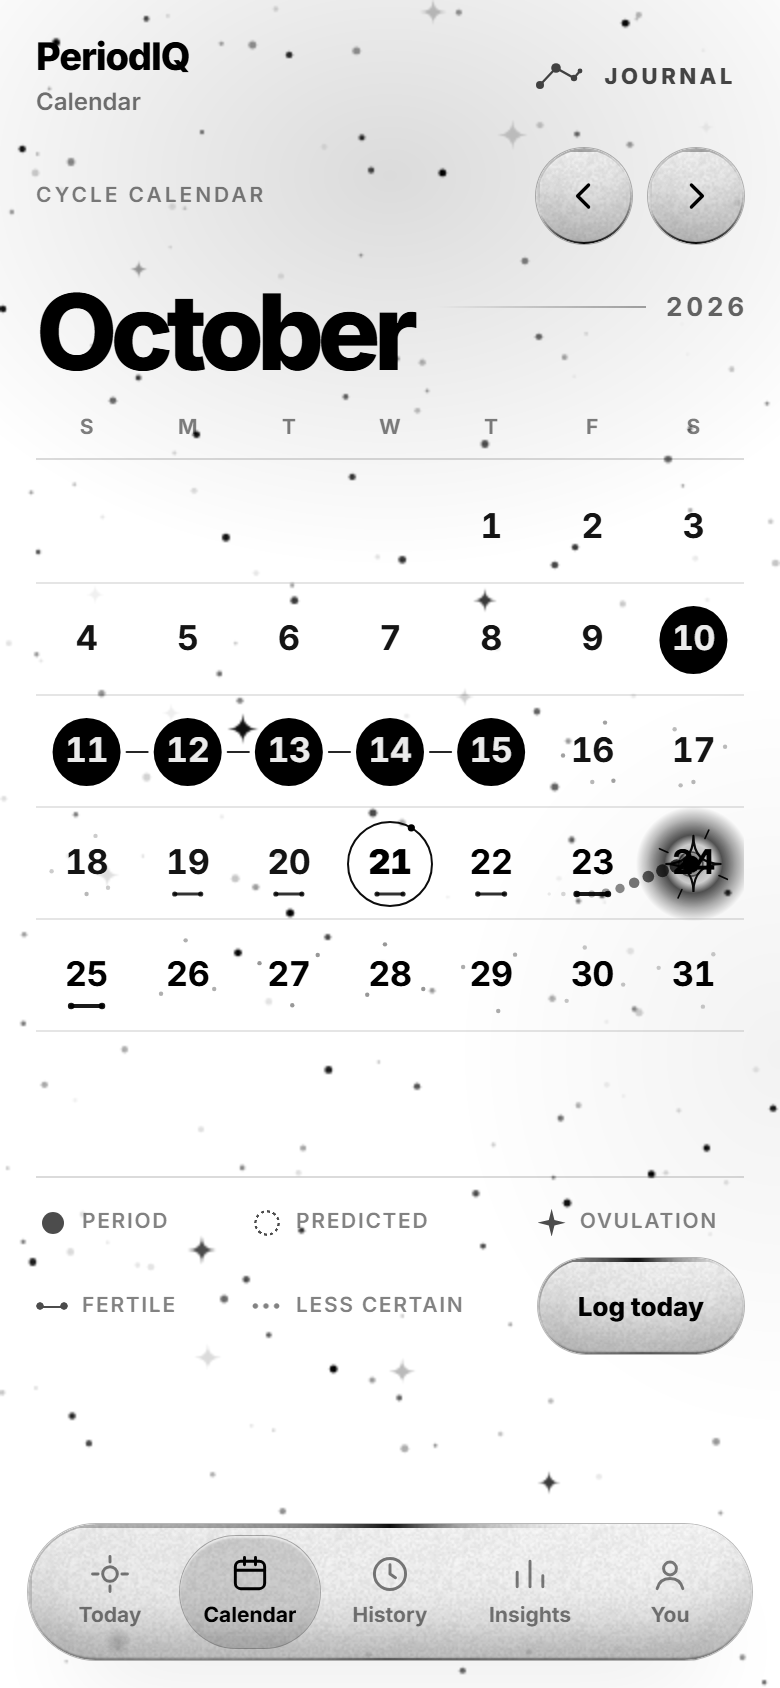 PeriodIQ
Calendar
JOURNAL
CYCLE CALENDAR
October
2026
S M T W T F S
1 2 3
4 5 6 7 8 9 10
11 12 13 14 15 16 17
18 19 20 21 22 23 24
25 26 27 28 29 30 31
PERIOD PREDICTED OVULATION
FERTILE LESS CERTAIN
Log today
Today Calendar History Insights You